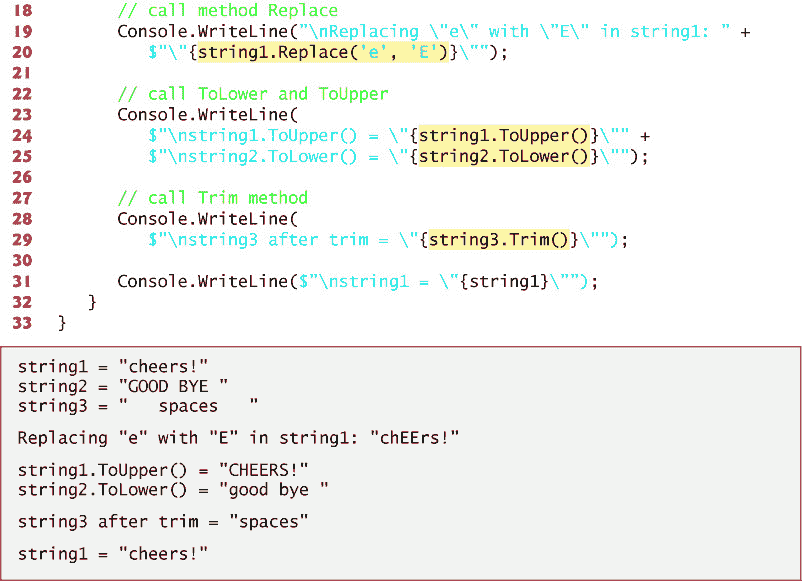 18 // call method Replace
19 Console.WriteLine("\nReplacing \"e\" with \"E\" in string1: " +
20 $"\"{string1.Replace('e', 'E')}\"");
21
22 // call ToLower and ToUpper
23 Console.WriteLine(
24 $"\nstring1.ToUpper() = \"{string1.ToUpper()}\"" +
25 $"\nstring2.ToLower() = \"{string2.ToLower()}\"");
26
27 // call Trim method
28 Console.WriteLine(
29 $"\nstring3 after trim = \"{string3.Trim()}\"");
30
31 Console.WriteLine($"\nstring1 = \"{string1}\"");
32 }
33 }
string1 = "cheers!"
string2 = "GOOD BYE "
string3 = "   spaces   "
Replacing "e" with "E" in string1: "chEErs!"
string1.ToUpper() = "CHEERS!"
string2.ToLower() = "good bye "
string3 after trim = "spaces"
string1 = "cheers!"